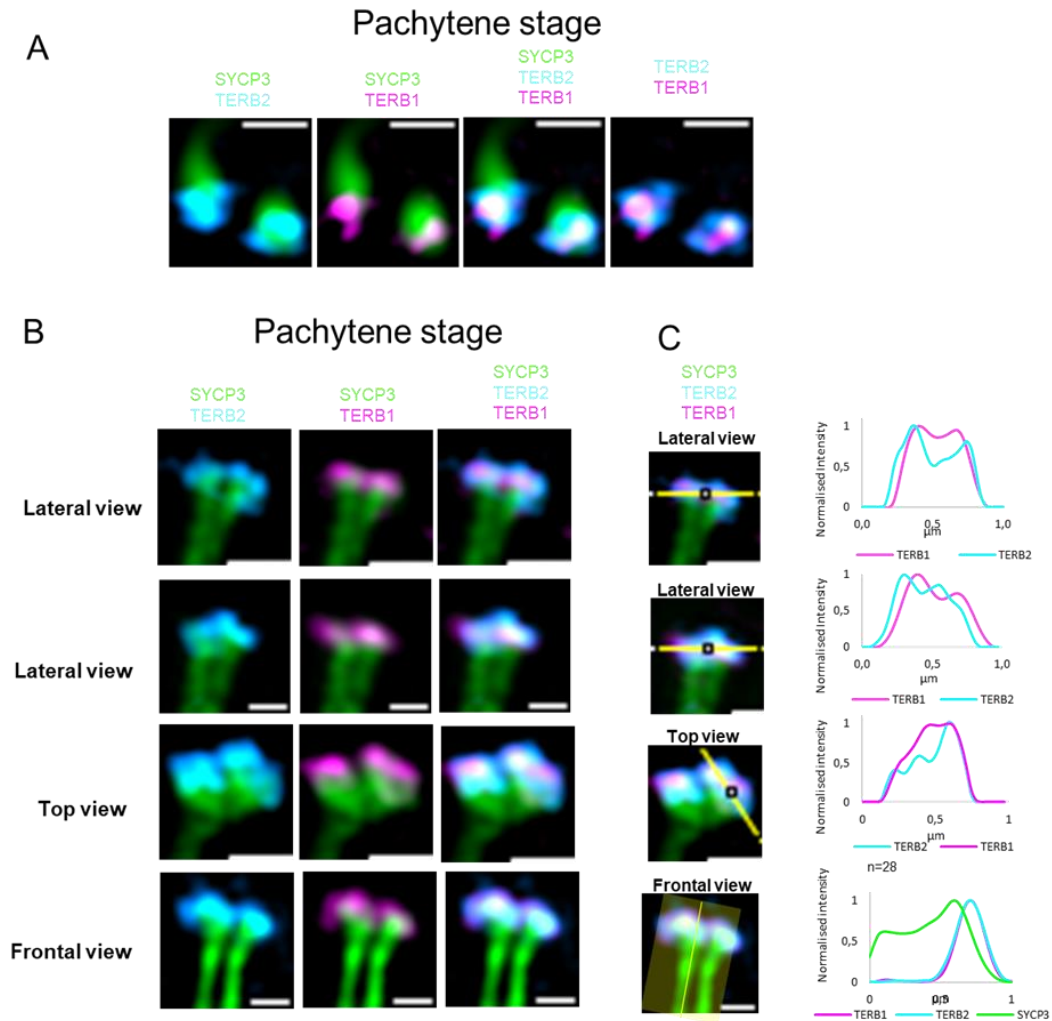 A
Pachytene stage
SYCP3
TERB2
SYCP3
TERB1
SYCP3
TERB2
TERB1
TERB2
TERB1
B
Pachytene stage
SYCP3
TERB2
SYCP3
TERB1
SYCP3
TERB2
TERB1
Lateral view
Lateral view
Top view
Frontal view
C
SYCP3
TERB2
TERB1
Lateral view
Normalised Intensity
1
0,5
0
0,0
0,5
1,0
µm
TERB1
TERB2
Lateral view
Normalised Intensity
1
0,5
0
0,0
0,5
1,0
µm
TERB1
TERB2
Top view
Normalised intensity
1
0,5
0
0
0,5
1
µm
TERB2
TERB1
n=28
Frontal view
Normalised intensity
1
0,5
0
0
0,5
1
µm
TERB1
TERB2
SYCP3